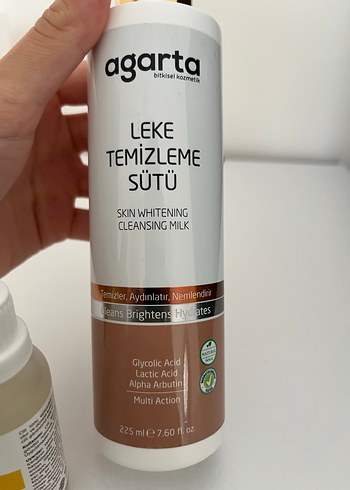 agarta
bitkisel kozmetik
LEKE
TEMİZLEME
SÜTÜ
SKIN WHITENING
CLEANSING MILK
Temizler, Aydınlatır, Nemlendirir
Cleans Brightens Hydrates
Glycolic Acid
Lactic Acid
Alpha Arbutin
Multi Action
225 ml ℮ 7.60 fl. oz.